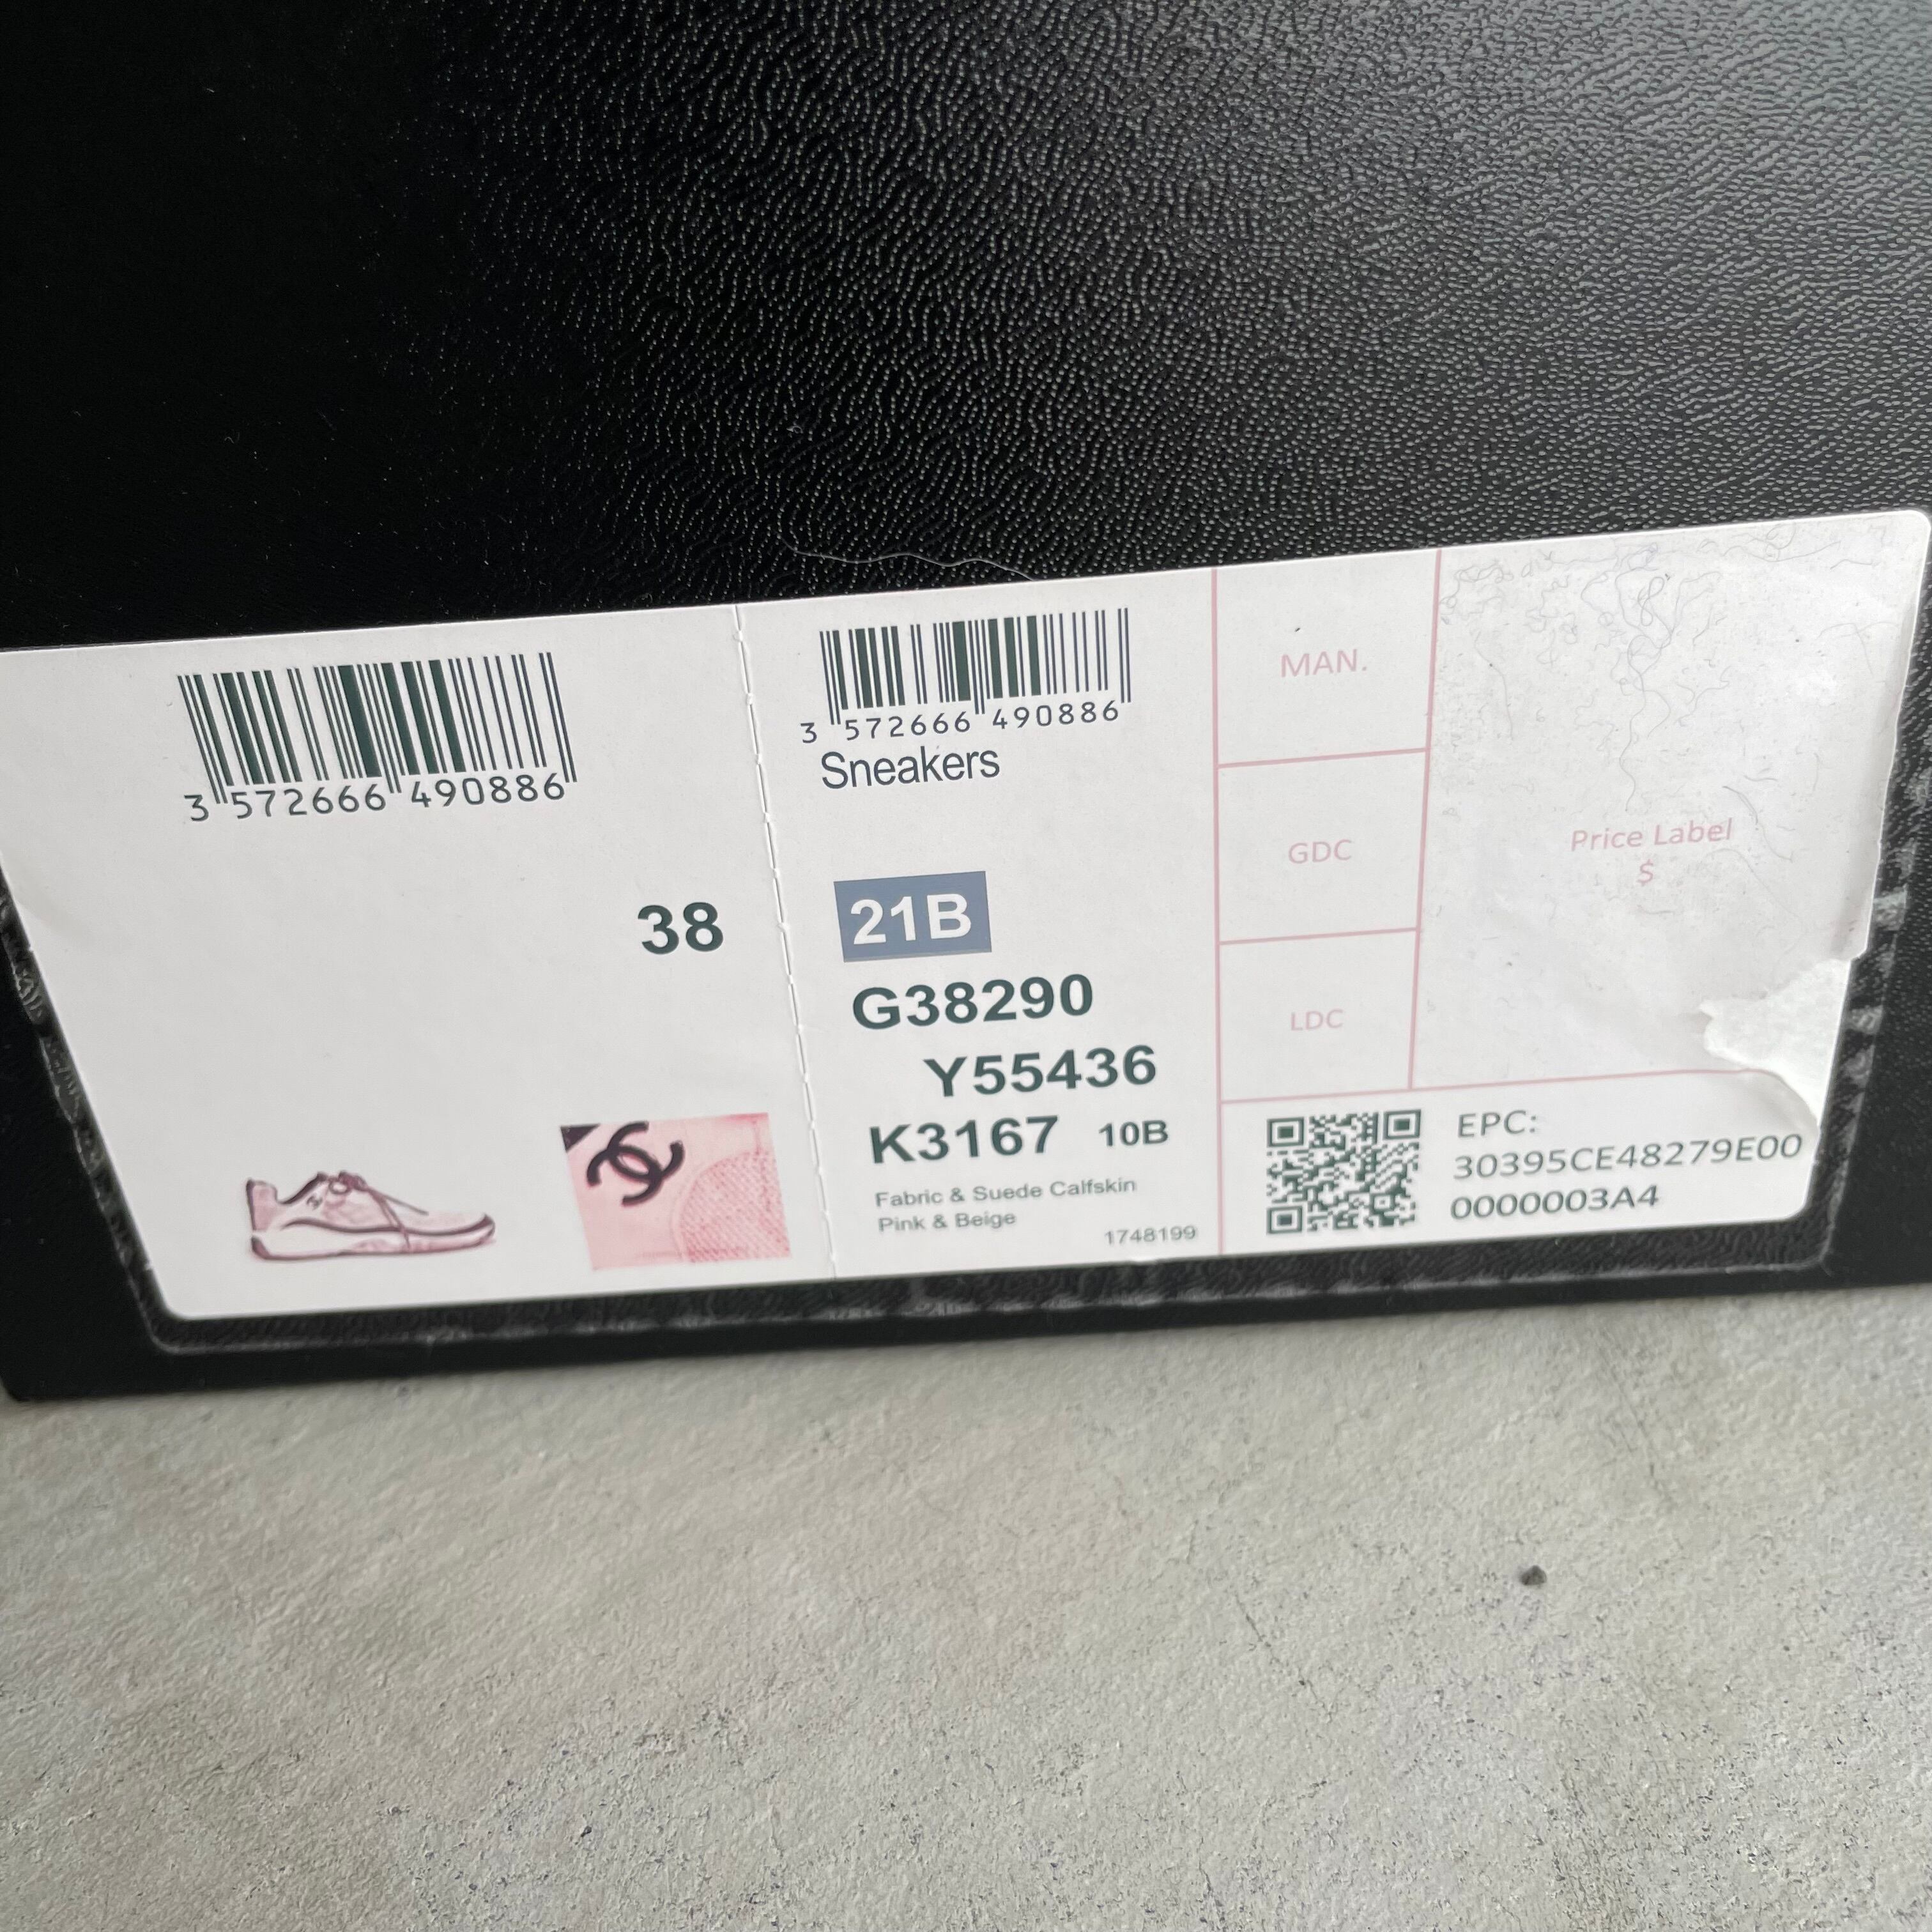 3 572666 490886
38
3 572666 490886
Sneakers
21B
G38290
Y55436
K3167 10B
Fabric & Suede Calfskin
Pink & Beige
1748199
MAN.
GDC
LDC
Price Label
$
EPC:
30395CE48279E00
0000003A4